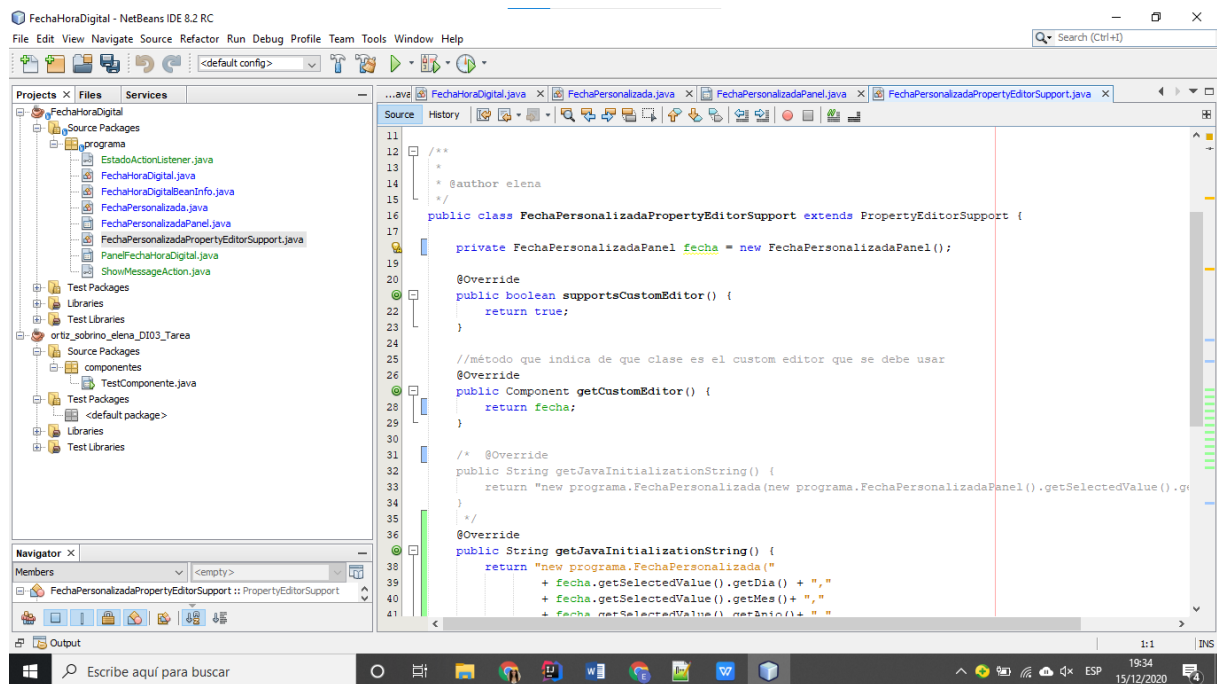 FechaHoraDigital - NetBeans IDE 8.2 RC
File Edit View Navigate Source Refactor Run Debug Profile Team Tools Window Help
Search (Ctrl+I)
<default config>
Projects Files Services
FechaHoraDigital
Source Packages
programa
EstadoActionListener.java
FechaHoraDigital.java
FechaHoraDigitalBeanInfo.java
FechaPersonalizada.java
FechaPersonalizadaPanel.java
FechaPersonalizadaPropertyEditorSupport.java
PanelFechaHoraDigital.java
ShowMessageAction.java
Test Packages
Libraries
Test Libraries
ortiz_sobrino_elena_DI03_Tarea
Source Packages
componentes
TestComponente.java
Test Packages
<default package>
Libraries
Test Libraries
Navigator
Members <empty>
FechaPersonalizadaPropertyEditorSupport :: PropertyEditorSupport
...ava FechaHoraDigital.java FechaPersonalizada.java FechaPersonalizadaPanel.java FechaPersonalizadaPropertyEditorSupport.java
Source History
11
12 /**
13 *
14 * @author elena
15 */
16 public class FechaPersonalizadaPropertyEditorSupport extends PropertyEditorSupport {
17
private FechaPersonalizadaPanel fecha = new FechaPersonalizadaPanel();
19
20 @Override
public boolean supportsCustomEditor() {
22 return true;
23 }
24
25 //método que indica de que clase es el custom editor que se debe usar
26 @Override
public Component getCustomEditor() {
28 return fecha;
29 }
30
31 /* @Override
32 public String getJavaInitializationString() {
33 return "new programa.FechaPersonalizada(new programa.FechaPersonalizadaPanel().getSelectedValue().ge
34 }
35 */
36 @Override
public String getJavaInitializationString() {
38 return "new programa.FechaPersonalizada("
39 + fecha.getSelectedValue().getDia() + ","
40 + fecha.getSelectedValue().getMes()+ ","
41 + fecha.getSelectedValue().getAnio()+ ","
Output
1:1 INS
Escribe aquí para buscar
ESP
19:34
15/12/2020
4